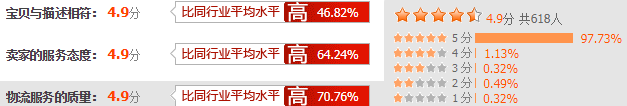 宝贝与描述相符： 4.9分 比同行业平均水平 高 46.82%
卖家的服务态度： 4.9分 比同行业平均水平 高 64.24%
物流服务的质量： 4.9分 比同行业平均水平 高 70.76%
4.9分 共618人
5 分 97.73%
4 分 1.13%
3 分 0.32%
2 分 0.49%
1 分 0.32%